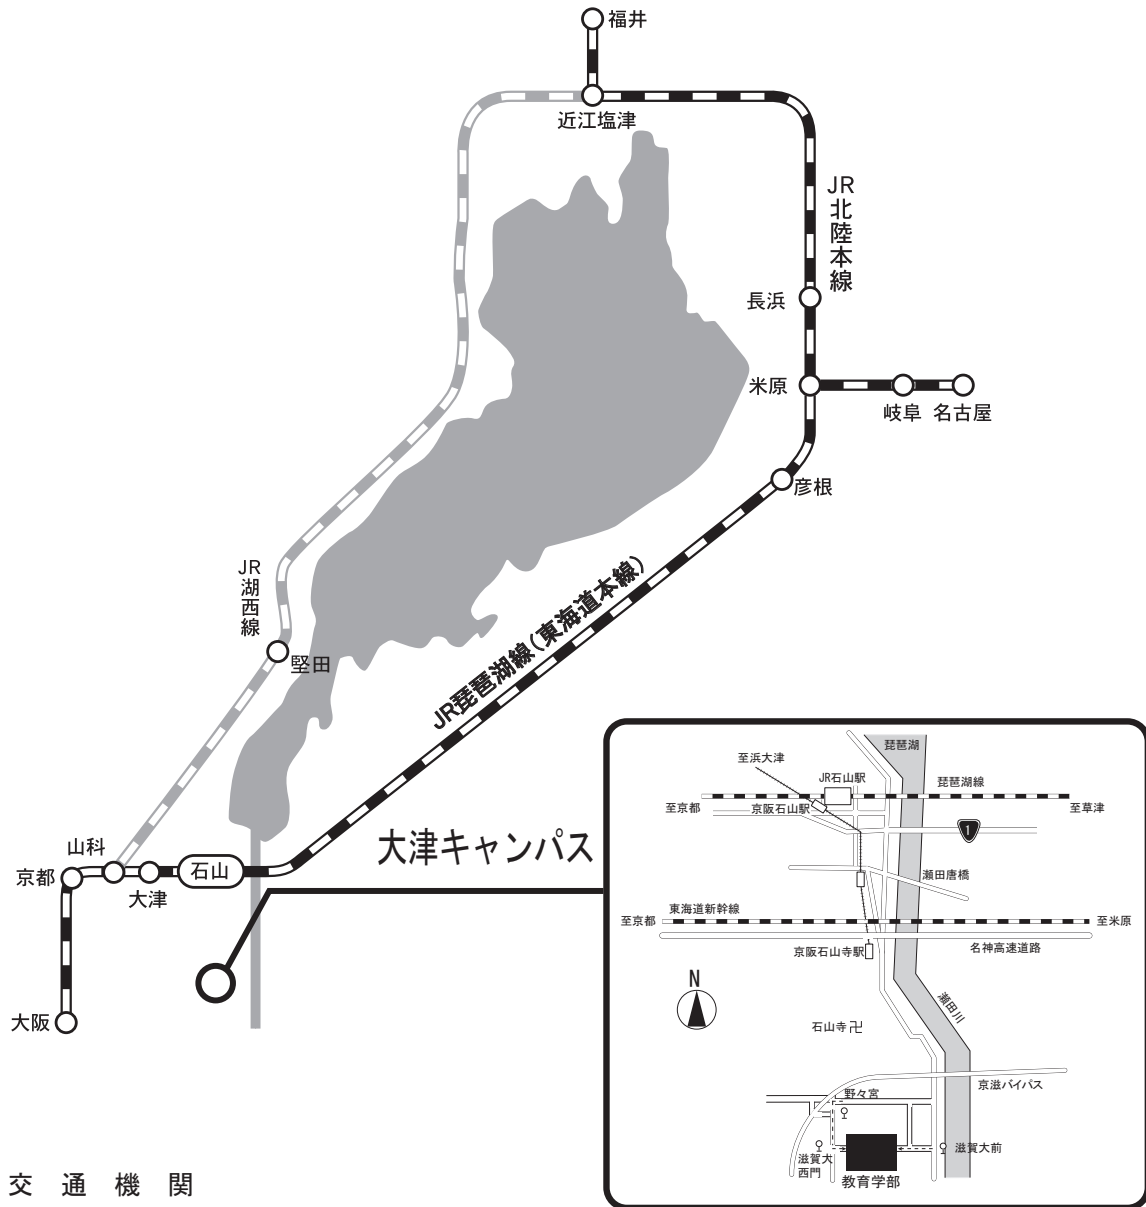 福井
近江塩津
JR北陸本線
長浜
米原
岐阜
名古屋
彦根
JR湖西線
堅田
JR琵琶湖線(東海道本線)
山科
京都
大津
石山
大阪
大津キャンパス
琵琶湖
至浜大津
JR石山駅
琵琶湖線
至京都
京阪石山駅
至草津
1
瀬田唐橋
東海道新幹線
至京都
至米原
京阪石山寺駅
名神高速道路
N
瀬田川
石山寺卍
京滋バイパス
野々宮
滋賀大
西門
滋賀大前
教育学部
交通機関